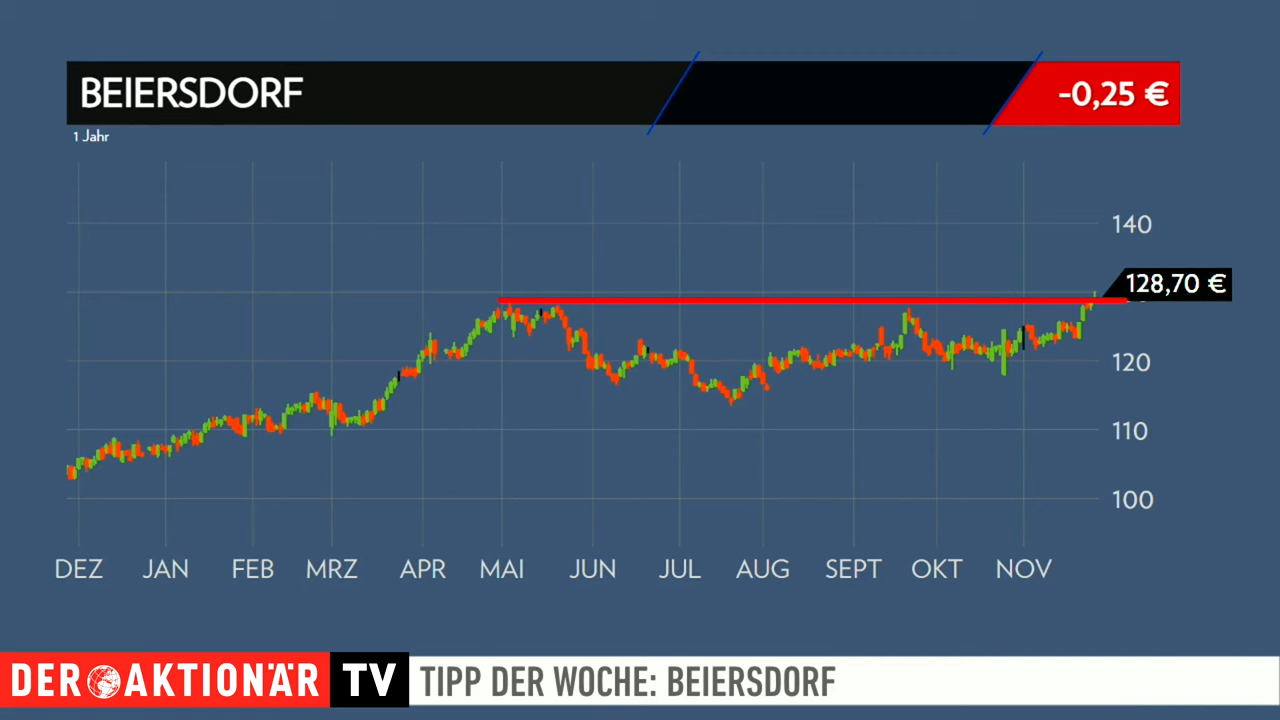 BEIERSDORF
-0,25 €
1 Jahr
140
128,70 €
120
110
100
DEZ JAN FEB MRZ APR MAI JUN JUL AUG SEPT OKT NOV
DER AKTIONÄR TV TIPP DER WOCHE: BEIERSDORF